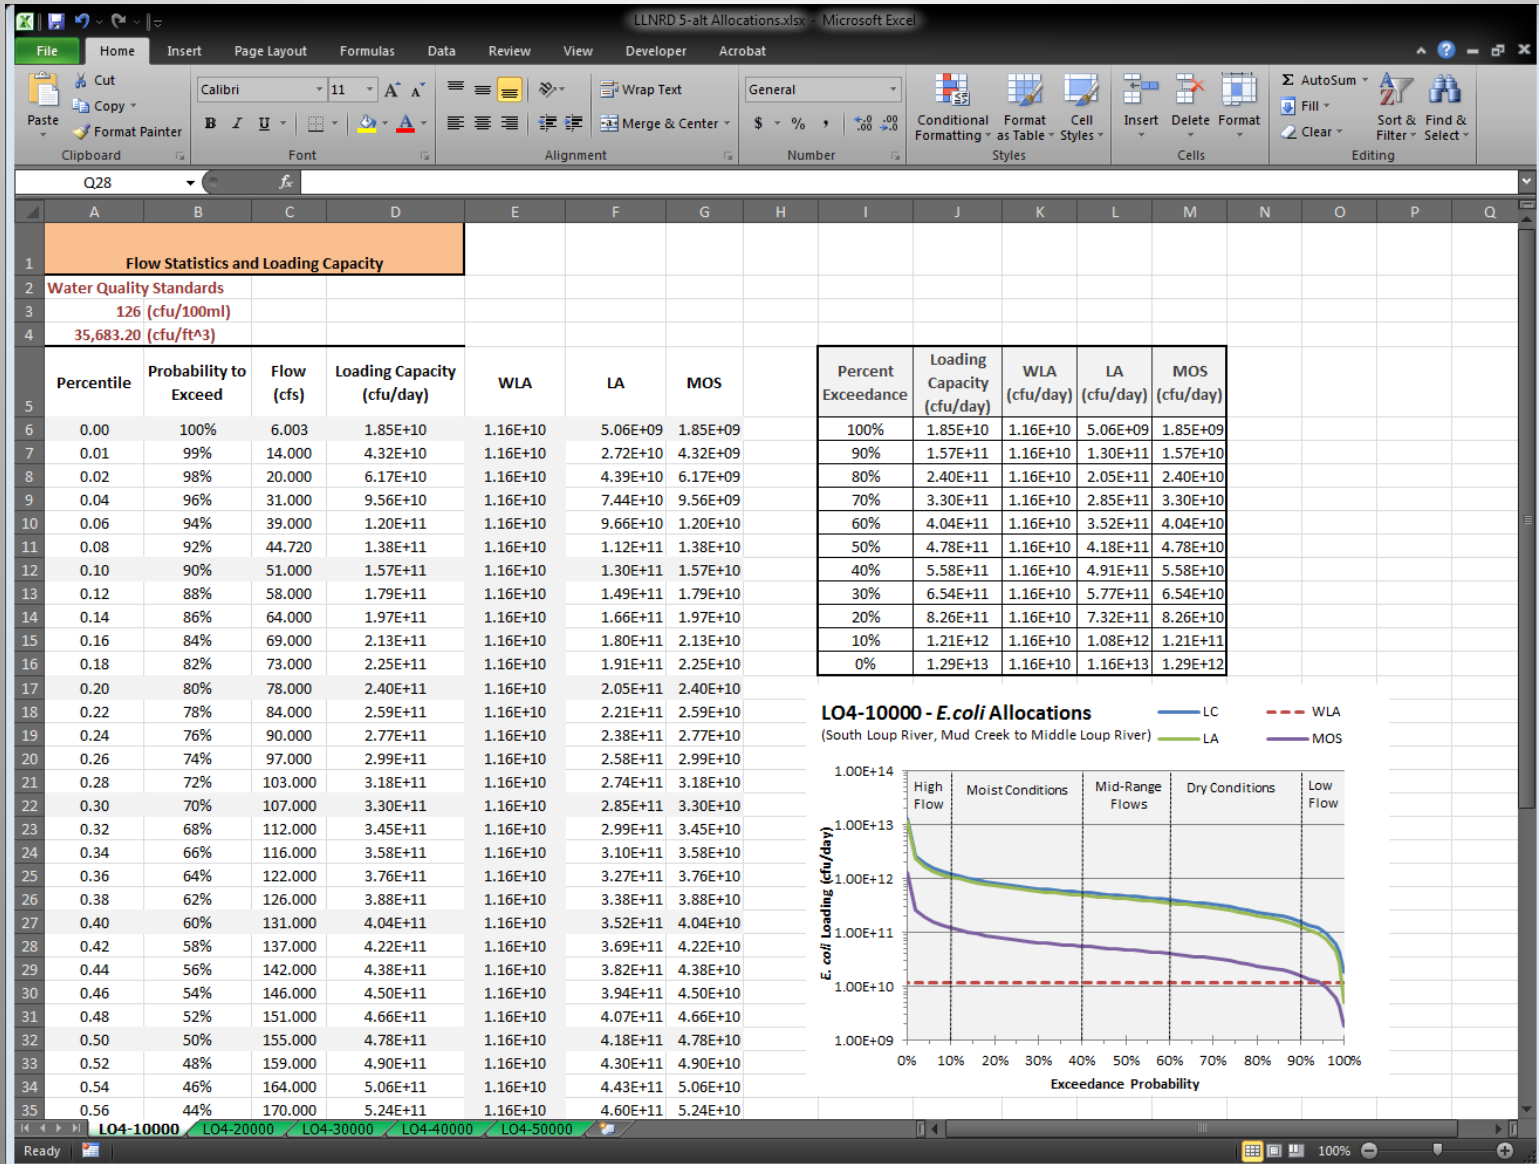 LLNRD 5-alt Allocations.xlsx - Microsoft Excel
File Home Insert Page Layout Formulas Data Review View Developer Acrobat
Paste
Cut
Copy
Format Painter
Clipboard
Calibri 11
B I U
Font
Wrap Text
Merge & Center
Alignment
General
$ % ,
Number
Conditional Formatting
Format as Table
Cell Styles
Styles
Insert Delete Format
Cells
AutoSum
Fill
Clear
Sort & Filter
Find & Select
Editing
Q28 fx
A B C D E F G H I J K L M N O P Q
1 Flow Statistics and Loading Capacity
2 Water Quality Standards
3 126 (cfu/100ml)
4 35,683.20 (cfu/ft^3)
5 Percentile Probability to Exceed Flow (cfs) Loading Capacity (cfu/day) WLA LA MOS Percent Exceedance Loading Capacity (cfu/day) WLA (cfu/day) LA (cfu/day) MOS (cfu/day)
6 0.00 100% 6.003 1.85E+10 1.16E+10 5.06E+09 1.85E+09 100% 1.85E+10 1.16E+10 5.06E+09 1.85E+09
7 0.01 99% 14.000 4.32E+10 1.16E+10 2.72E+10 4.32E+09 90% 1.57E+11 1.16E+10 1.30E+11 1.57E+10
8 0.02 98% 20.000 6.17E+10 1.16E+10 4.39E+10 6.17E+09 80% 2.40E+11 1.16E+10 2.05E+11 2.40E+10
9 0.04 96% 31.000 9.56E+10 1.16E+10 7.44E+10 9.56E+09 70% 3.30E+11 1.16E+10 2.85E+11 3.30E+10
10 0.06 94% 39.000 1.20E+11 1.16E+10 9.66E+10 1.20E+10 60% 4.04E+11 1.16E+10 3.52E+11 4.04E+10
11 0.08 92% 44.720 1.38E+11 1.16E+10 1.12E+11 1.38E+10 50% 4.78E+11 1.16E+10 4.18E+11 4.78E+10
12 0.10 90% 51.000 1.57E+11 1.16E+10 1.30E+11 1.57E+10 40% 5.58E+11 1.16E+10 4.91E+11 5.58E+10
13 0.12 88% 58.000 1.79E+11 1.16E+10 1.49E+11 1.79E+10 30% 6.54E+11 1.16E+10 5.77E+11 6.54E+10
14 0.14 86% 64.000 1.97E+11 1.16E+10 1.66E+11 1.97E+10 20% 8.26E+11 1.16E+10 7.32E+11 8.26E+10
15 0.16 84% 69.000 2.13E+11 1.16E+10 1.80E+11 2.13E+10 10% 1.21E+12 1.16E+10 1.08E+12 1.21E+11
16 0.18 82% 73.000 2.25E+11 1.16E+10 1.91E+11 2.25E+10 0% 1.29E+13 1.16E+10 1.16E+13 1.29E+12
17 0.20 80% 78.000 2.40E+11 1.16E+10 2.05E+11 2.40E+10
18 0.22 78% 84.000 2.59E+11 1.16E+10 2.21E+11 2.59E+10
19 0.24 76% 90.000 2.77E+11 1.16E+10 2.38E+11 2.77E+10
20 0.26 74% 97.000 2.99E+11 1.16E+10 2.58E+11 2.99E+10
21 0.28 72% 103.000 3.18E+11 1.16E+10 2.74E+11 3.18E+10
22 0.30 70% 107.000 3.30E+11 1.16E+10 2.85E+11 3.30E+10
23 0.32 68% 112.000 3.45E+11 1.16E+10 2.99E+11 3.45E+10
24 0.34 66% 116.000 3.58E+11 1.16E+10 3.10E+11 3.58E+10
25 0.36 64% 122.000 3.76E+11 1.16E+10 3.27E+11 3.76E+10
26 0.38 62% 126.000 3.88E+11 1.16E+10 3.38E+11 3.88E+10
27 0.40 60% 131.000 4.04E+11 1.16E+10 3.52E+11 4.04E+10
28 0.42 58% 137.000 4.22E+11 1.16E+10 3.69E+11 4.22E+10
29 0.44 56% 142.000 4.38E+11 1.16E+10 3.82E+11 4.38E+10
30 0.46 54% 146.000 4.50E+11 1.16E+10 3.94E+11 4.50E+10
31 0.48 52% 151.000 4.66E+11 1.16E+10 4.07E+11 4.66E+10
32 0.50 50% 155.000 4.78E+11 1.16E+10 4.18E+11 4.78E+10
33 0.52 48% 159.000 4.90E+11 1.16E+10 4.30E+11 4.90E+10
34 0.54 46% 164.000 5.06E+11 1.16E+10 4.43E+11 5.06E+10
35 0.56 44% 170.000 5.24E+11 1.16E+10 4.60E+11 5.24E+10
LO4-10000 - E.coli Allocations
(South Loup River, Mud Creek to Middle Loup River)
LC WLA
LA MOS
High Flow
Moist Conditions
Mid-Range Flows
Dry Conditions
Low Flow
E. coli Loading (cfu/day)
1.00E+14
1.00E+13
1.00E+12
1.00E+11
1.00E+10
1.00E+09
0% 10% 20% 30% 40% 50% 60% 70% 80% 90% 100%
Exceedance Probability
LO4-10000 LO4-20000 LO4-30000 LO4-40000 LO4-50000
Ready 100%